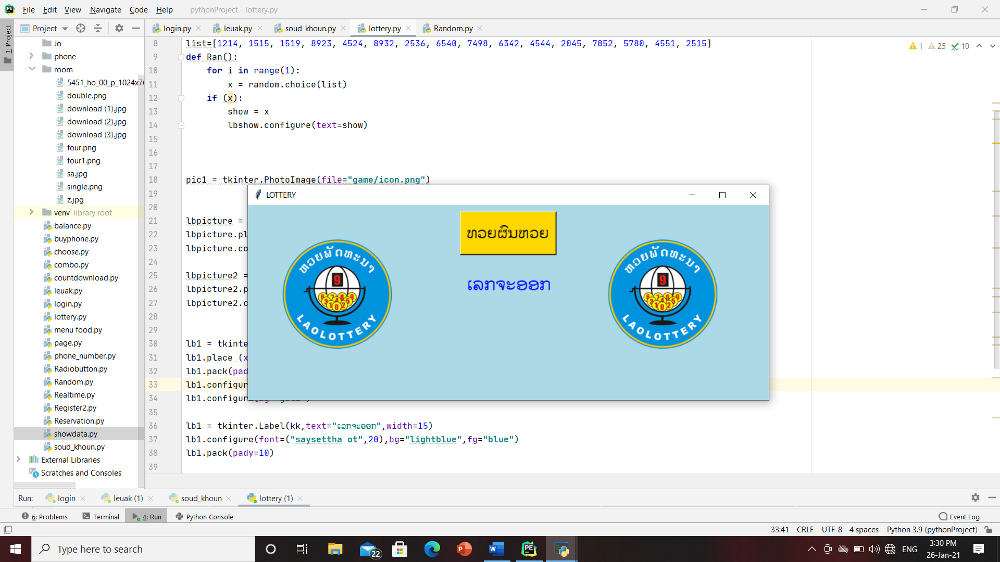 File Edit View Navigate Code Help pythonProject - lottery.py
1: Project
Project
login.py
leuak.py
soud_khoun.py
lottery.py
Random.py
Jo
phone
room
5451_ho_00_p_1024x76
double.png
download (1).jpg
download (2).jpg
download (3).jpg
four.png
four1.png
sa.jpg
single.png
z.jpg
venv library root
balance.py
buyphone.py
choose.py
combo.py
countdownload.py
leuak.py
login.py
lottery.py
menu food.py
page.py
phone_number.py
Radiobutton.py
Random.py
Realtime.py
Register2.py
Reservation.py
showdata.py
soud_khoun.py
External Libraries
Scratches and Consoles
1 25 10
8 list=[1214, 1515, 1519, 8923, 4524, 8932, 2536, 6540, 7498, 6342, 4544, 2045, 7852, 5780, 4551, 2515]
9 def Ran():
10 for i in range(1):
11 x = random.choice(list)
12 if (x):
13 show = x
14 lbshow.configure(text=show)
15
16
17
18 pic1 = tkinter.PhotoImage(file="game/icon.png")
19
20
21 lbpicture =
22 lbpicture.pl
23 lbpicture.co
24
25 lbpicture2 =
26 lbpicture2.p
27 lbpicture2.c
28
29
30 lb1 = tkinte
31 lb1.place (x
32 lb1.pack(pad
33 lb1.configur
34 lb1.configure(bg="gold")
35
36 lb1 = tkinter.Label(kk,text="ເລກຈະອອກ",width=15)
37 lb1.configure(font=("saysettha ot",20),bg="lightblue",fg="blue")
38 lb1.pack(pady=10)
39
LOTTERY
ທວຍຜົນຫວຍ
ເລກຈະອອກ
ຫວຍພັດທະນາ
9
LAOLOTTERY
ຫວຍພັດທະນາ
9
LAOLOTTERY
Run: login leuak (1) soud_khoun lottery (1)
6: Problems Terminal 4: Run Python Console Event Log
33:41 CRLF UTF-8 4 spaces Python 3.9 (pythonProject)
Type here to search
22
ENG
3:30 PM
26-Jan-21